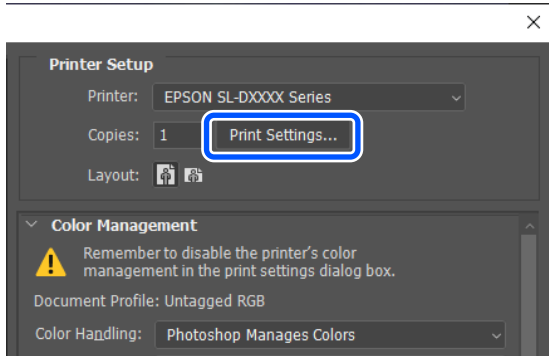 Printer Setup
Printer: EPSON SL-DXXXX Series
Copies: 1 Print Settings...
Layout:
Color Management
Remember to disable the printer's color
management in the print settings dialog box.
Document Profile: Untagged RGB
Color Handling: Photoshop Manages Colors